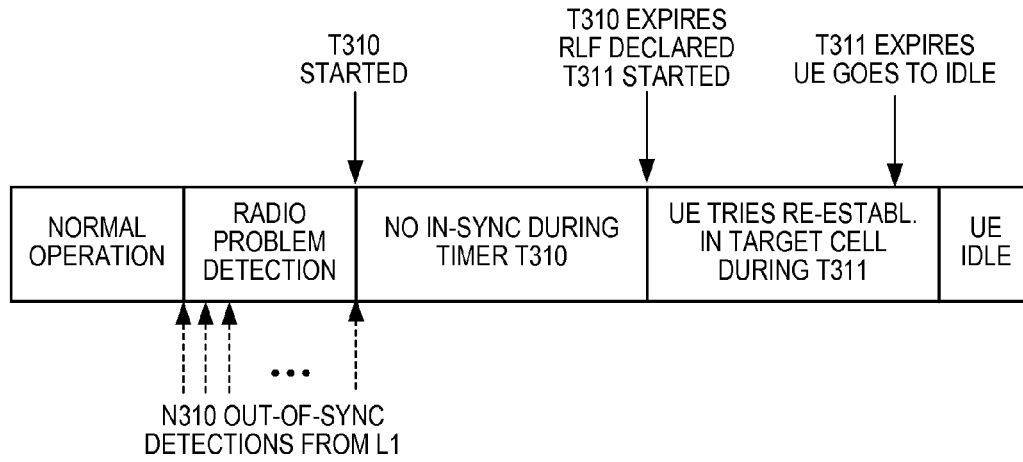 T310
STARTED
T310 EXPIRES
RLF DECLARED
T311 STARTED
T311 EXPIRES
UE GOES TO IDLE
NORMAL
OPERATION
RADIO
PROBLEM
DETECTION
NO IN-SYNC DURING
TIMER T310
UE TRIES RE-ESTABL.
IN TARGET CELL
DURING T311
UE
IDLE
•••
N310 OUT-OF-SYNC
DETECTIONS FROM L1